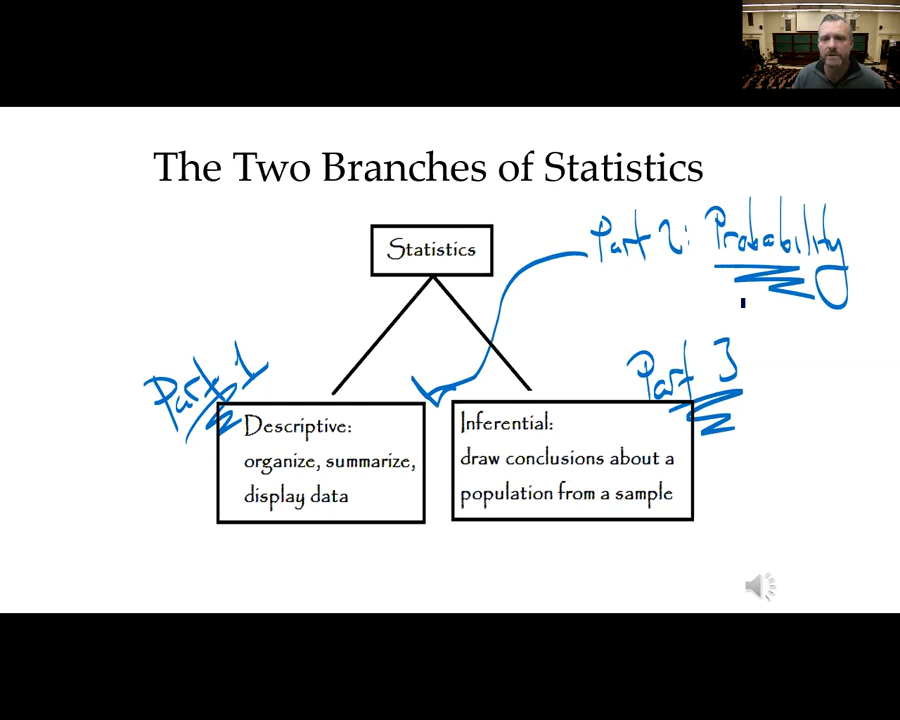 The Two Branches of Statistics
Statistics
Part 2: Probability
Part 1
Part 3
Descriptive:
organize, summarize,
display data
Inferential:
draw conclusions about a
population from a sample